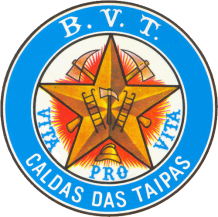 B. V. T.
VITA PRO VITA
CALDAS DAS TAIPAS